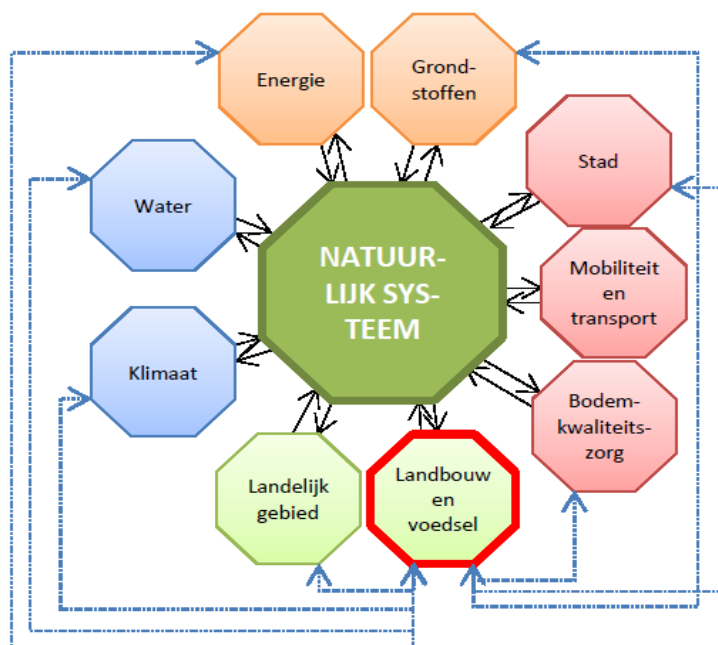 Energie
Grond-
stoffen
Stad
Water
NATUUR-
LIJK SYS-
TEEM
Mobiliteit
en
transport
Klimaat
Bodem-
kwaliteits-
zorg
Landelijk
gebied
Landbouw
en
voedsel